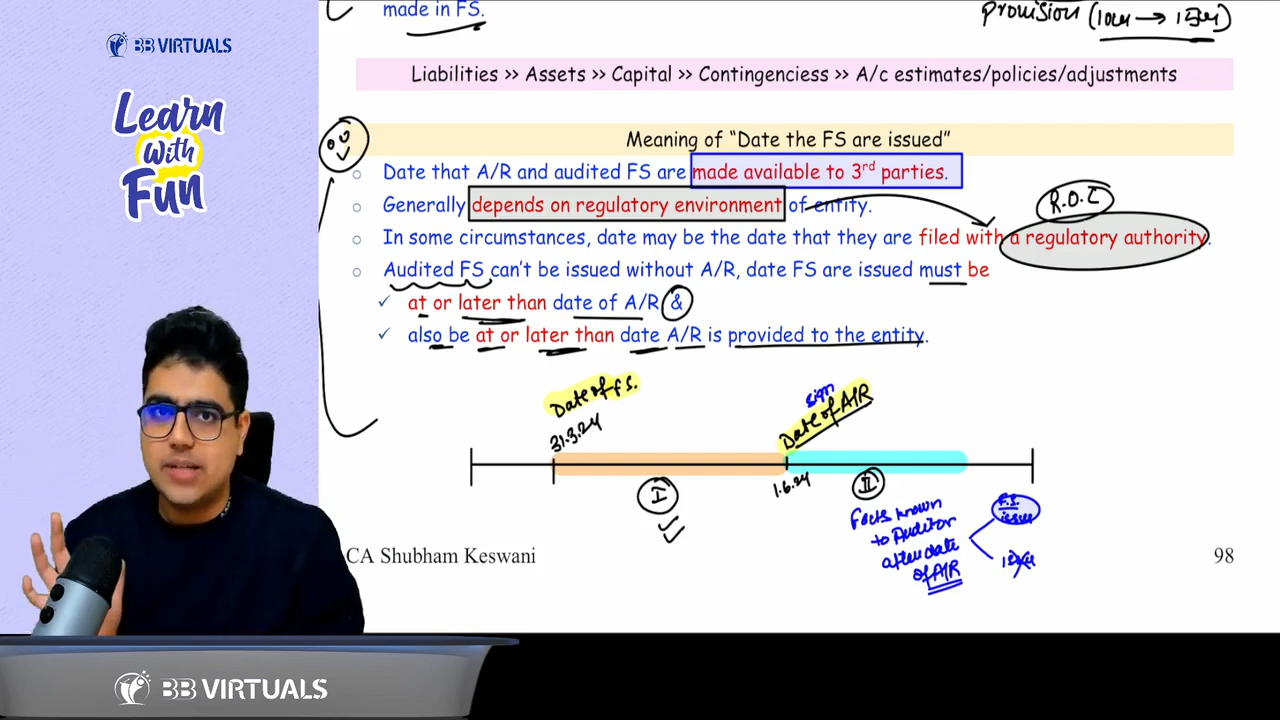 made in FS.
provision (10cr → 15cr)
BB VIRTUALS
Learn
With
Fun
Liabilities >> Assets >> Capital >> Contingenciess >> A/c estimates/policies/adjustments
Meaning of “Date the FS are issued”
Date that A/R and audited FS are made available to 3rd parties.
Generally depends on regulatory environment of entity.
R.O.C
In some circumstances, date may be the date that they are filed with a regulatory authority.
Audited FS can't be issued without A/R, date FS are issued must be
✓ at or later than date of A/R &
✓ also be at or later than date A/R is provided to the entity.
Date of FS.
31.3.24
sign
Date of A/R
1.6.24
I
II
Facts known
to Auditor
after date
of A/R
F.S.
issue
CA Shubham Keswani
98
BB VIRTUALS